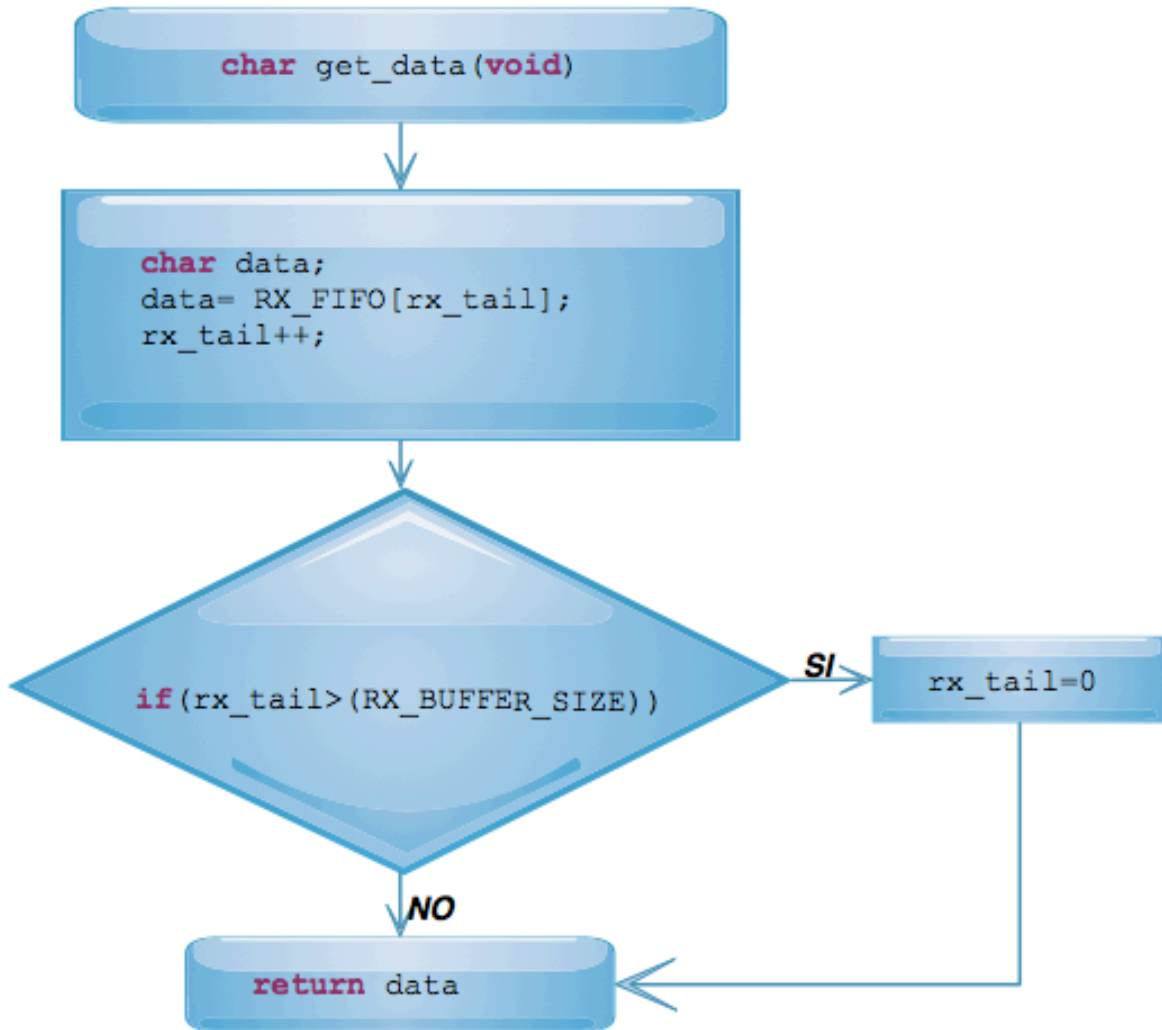 char get_data(void)
char data;
data= RX_FIFO[rx_tail];
rx_tail++;
if(rx_tail>(RX_BUFFER_SIZE))
SI
rx_tail=0
NO
return data